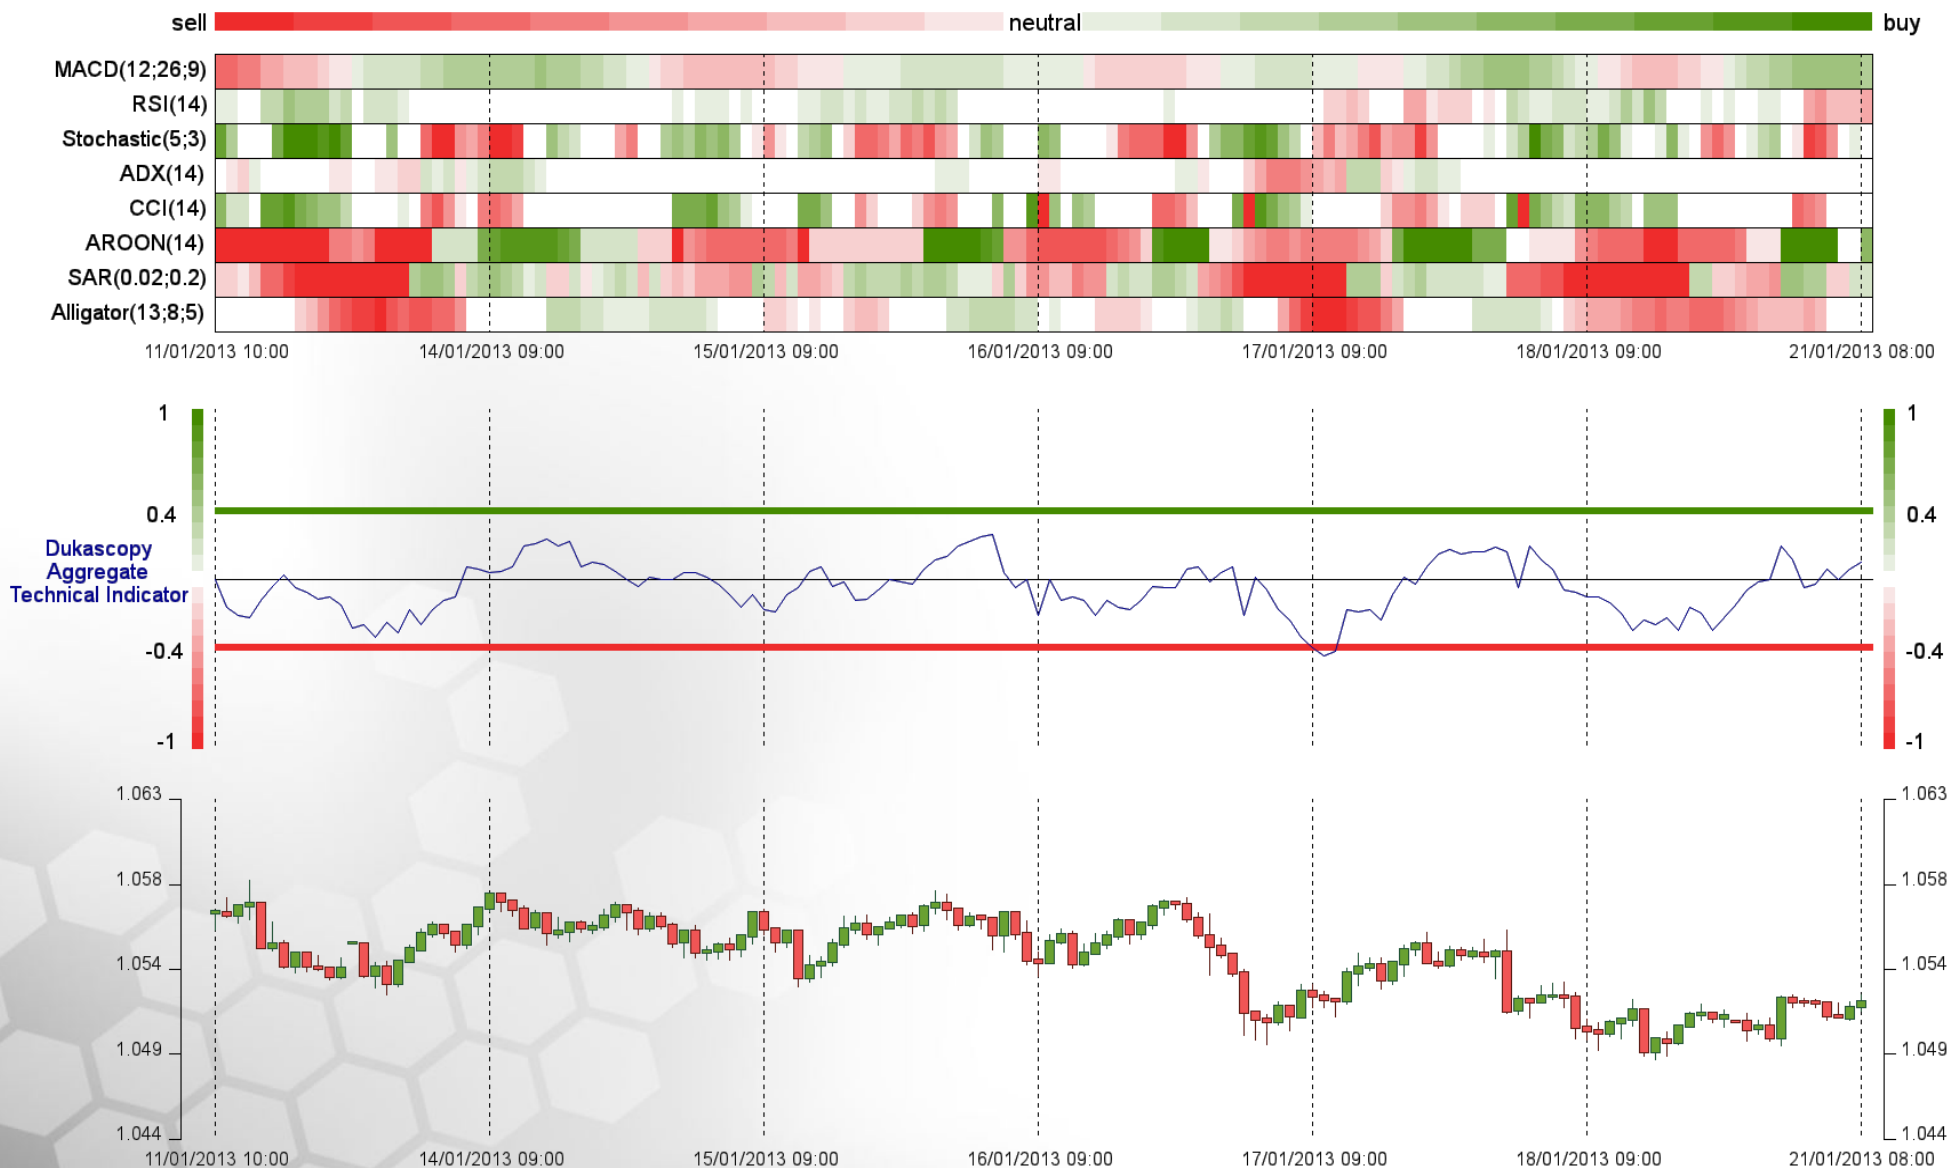 sell neutral buy
MACD(12;26;9)
RSI(14)
Stochastic(5;3)
ADX(14)
CCI(14)
AROON(14)
SAR(0.02;0.2)
Alligator(13;8;5)
11/01/2013 10:00 14/01/2013 09:00 15/01/2013 09:00 16/01/2013 09:00 17/01/2013 09:00 18/01/2013 09:00 21/01/2013 08:00
1 1
0.4 0.4
Dukascopy
Aggregate
Technical Indicator
-0.4 -0.4
-1 -1
1.063 1.063
1.058 1.058
1.054 1.054
1.049 1.049
1.044 1.044
11/01/2013 10:00 14/01/2013 09:00 15/01/2013 09:00 16/01/2013 09:00 17/01/2013 09:00 18/01/2013 09:00 21/01/2013 08:00